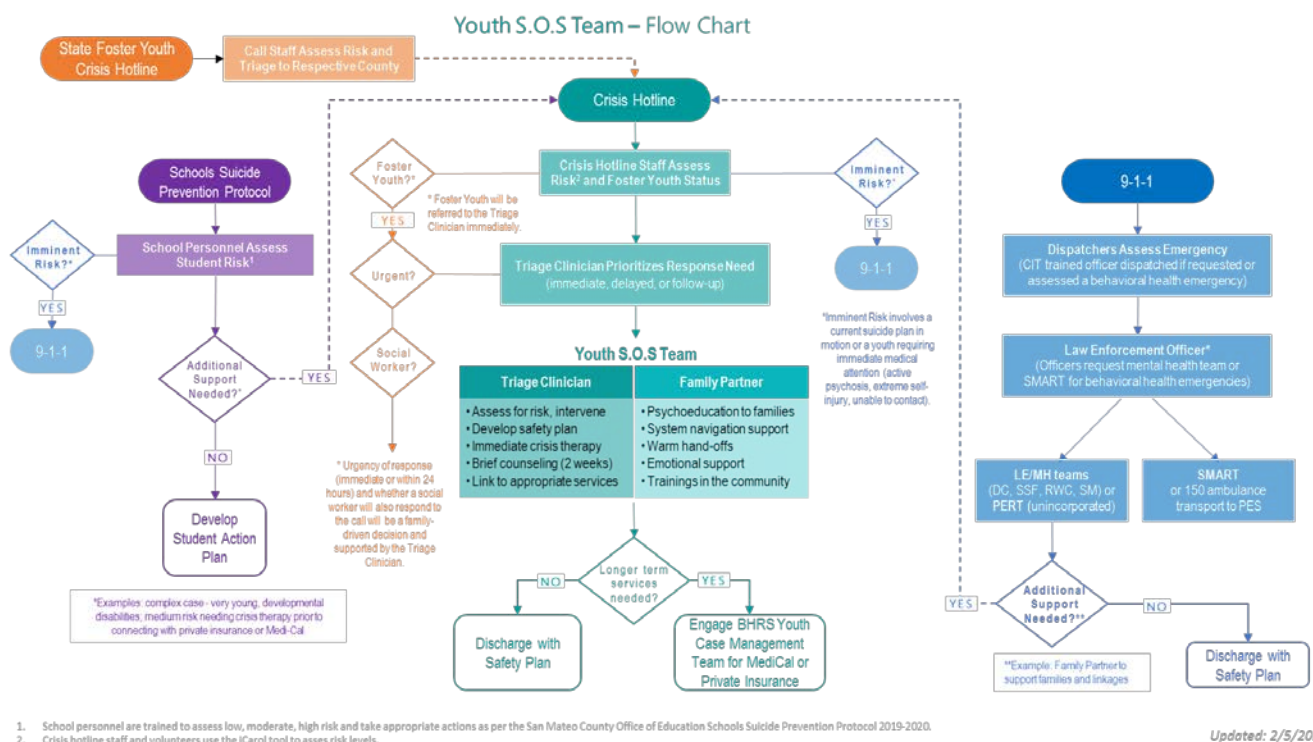 Youth S.O.S Team – Flow Chart
State Foster Youth
Crisis Hotline
Call Staff Assess Risk and
Triage to Respective County
Crisis Hotline
Schools Suicide
Prevention Protocol
Foster
Youth?*
Crisis Hotline Staff Assess
Risk² and Foster Youth Status
Imminent
Risk?*
9-1-1
* Foster Youth will be
referred to the Triage
Clinician immediately.
YES
YES
Imminent
Risk?*
School Personnel Assess
Student Risk¹
Urgent?
Triage Clinician Prioritizes Response Need
(immediate, delayed, or follow-up)
9-1-1
Dispatchers Assess Emergency
(CIT trained officer dispatched if requested or
assessed a behavioral health emergency)
YES
9-1-1
*Imminent Risk involves a
current suicide plan in
motion or a youth requiring
immediate medical
attention (active
psychosis, extreme self-
injury, unable to contact).
Law Enforcement Officer*
(Officers request mental health team or
SMART for behavioral health emergencies)
Additional
Support
Needed?*
YES
Social
Worker?
Youth S.O.S Team
Triage Clinician
• Assess for risk, intervene
• Develop safety plan
• Immediate crisis therapy
• Brief counseling (2 weeks)
• Link to appropriate services
Family Partner
• Psychoeducation to families
• System navigation support
• Warm hand-offs
• Emotional support
• Trainings in the community
NO
Develop
Student Action
Plan
* Urgency of response
(immediate or within 24
hours) and whether a social
worker will also respond to
the call will be a family-
driven decision and
supported by the Triage
Clinician.
LE/MH teams
(DC, SSF, RWC, SM) or
PERT (unincorporated)
SMART
or 150 ambulance
transport to PES
*Examples: complex case - very young, developmental
disabilities; medium risk needing crisis therapy prior to
connecting with private insurance or Medi-Cal
NO
Longer term
services
needed?
YES
Discharge with
Safety Plan
Engage BHRS Youth
Case Management
Team for MediCal or
Private Insurance
YES
Additional
Support
Needed?**
NO
**Example: Family Partner to
support families and linkages
Discharge with
Safety Plan
1. School personnel are trained to assess low, moderate, high risk and take appropriate actions as per the San Mateo County Office of Education Schools Suicide Prevention Protocol 2019-2020.
2. Crisis hotline staff and volunteers use the iCarol tool to asses risk levels.
Updated: 2/5/20